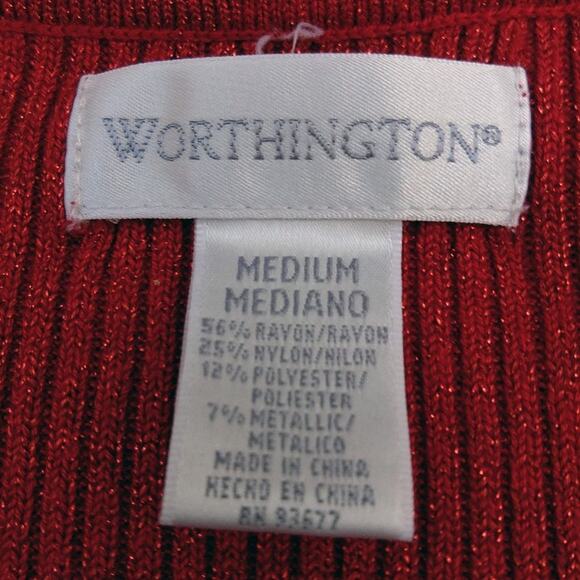 WORTHINGTON®
MEDIUM
MEDIANO
56% RAYON/RAYON
25% NYLON/NILON
12% POLYESTER/
POLIESTER
7% METALLIC/
METALICO
MADE IN CHINA
HECHO EN CHINA
RN 93677